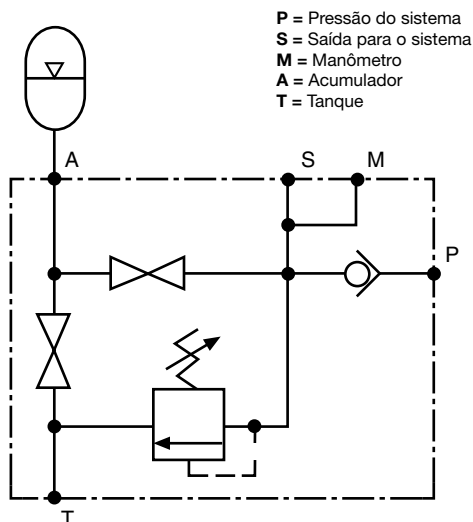 P = Pressão do sistema
S = Saída para o sistema
M = Manômetro
A = Acumulador
T = Tanque
A
S
M
P
T